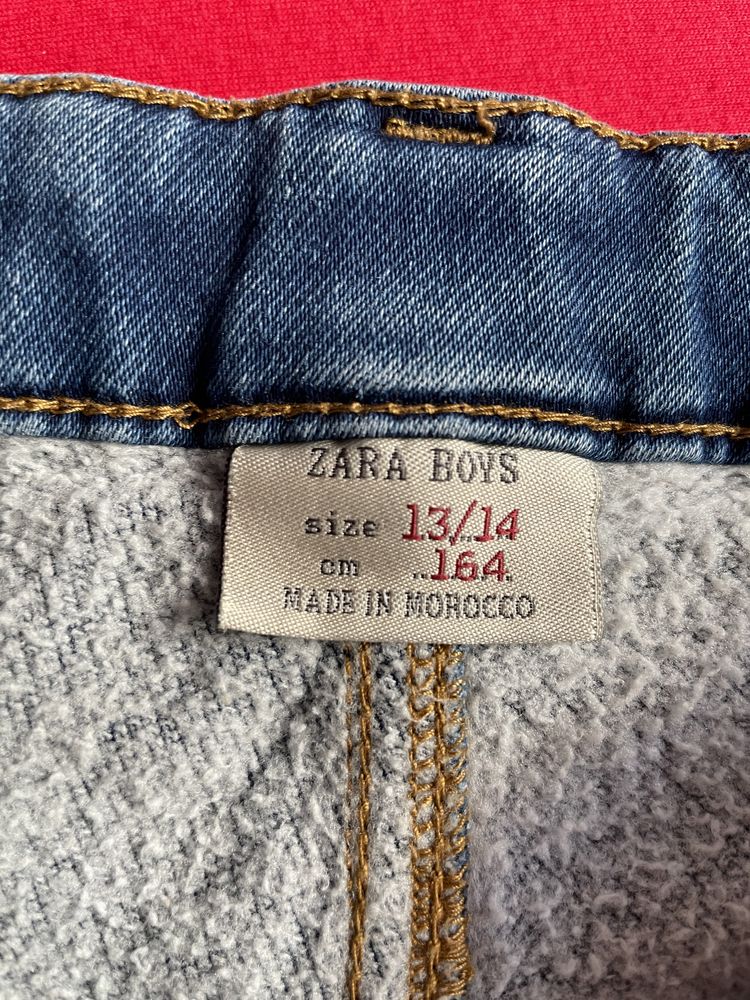 ZARA BOYS
size 13/14
cm 164
MADE IN MOROCCO